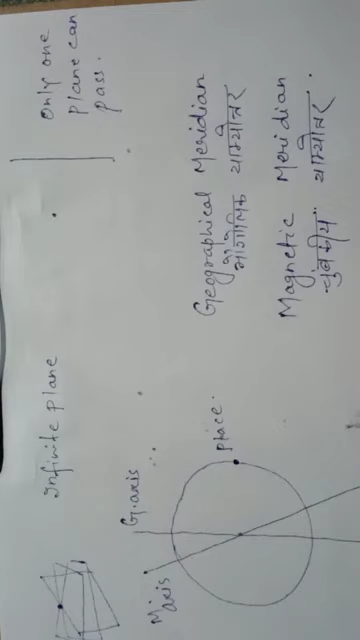 Infinite plane
Only one
plane can
pass.
Geographical Meridian
भौगोलिक याम्योत्तर
Magnetic Meridian
चुंबकीय याम्योत्तर
G.axis
M axis
place